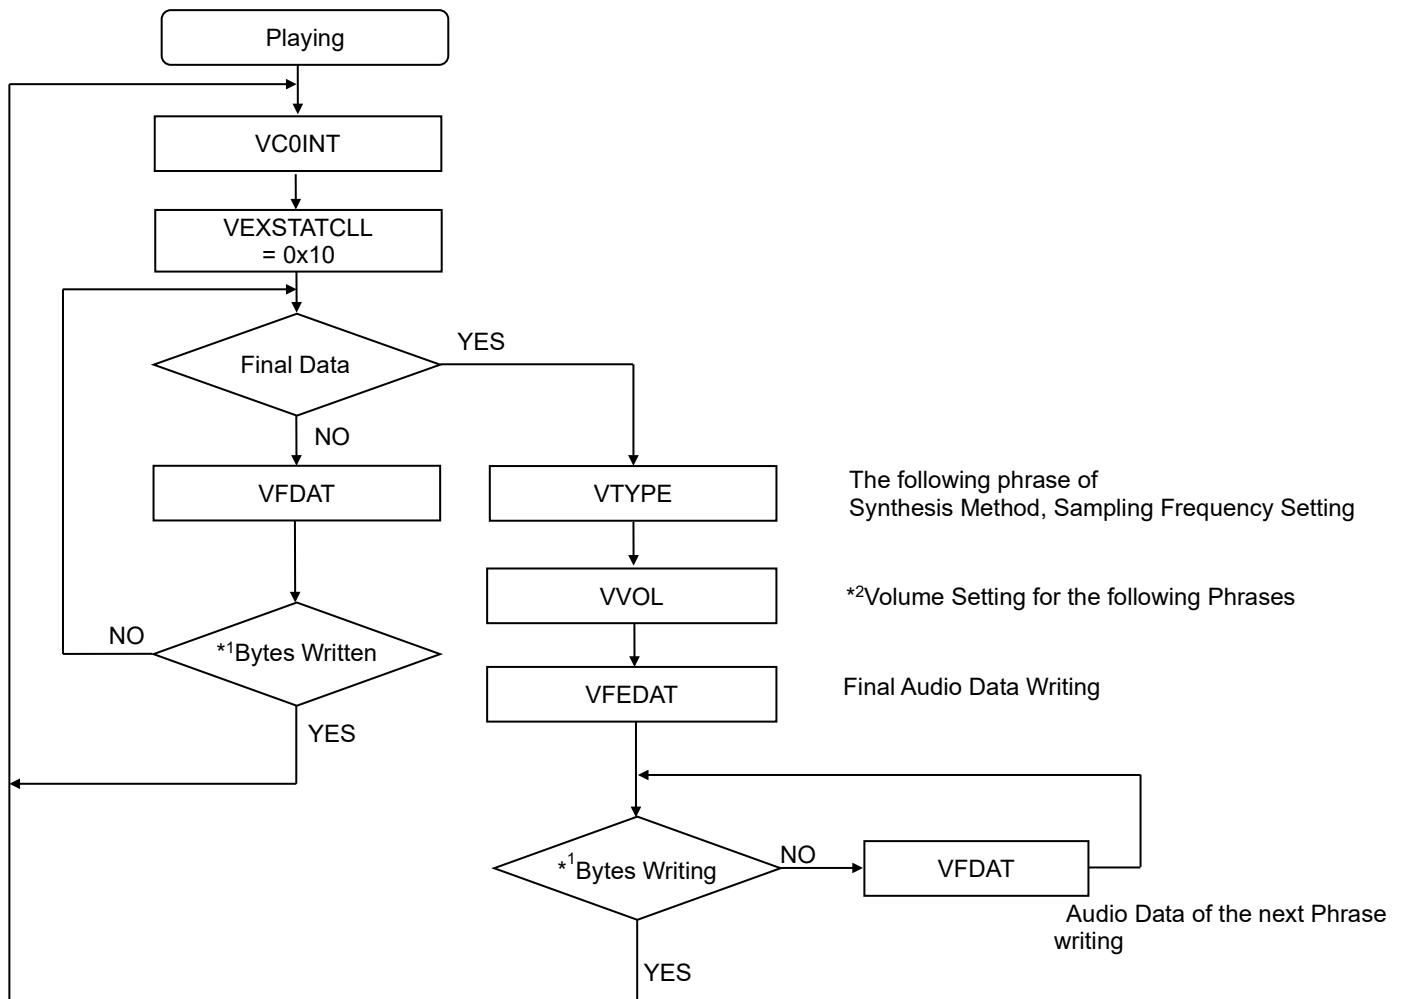 Playing
VC0INT
VEXSTATCLL
= 0x10
Final Data
YES
NO
VFDAT
VTYPE
The following phrase of
Synthesis Method, Sampling Frequency Setting
VVOL
*2Volume Setting for the following Phrases
NO
*1Bytes Written
VFEDAT
Final Audio Data Writing
YES
*1Bytes Writing
NO
VFDAT
Audio Data of the next Phrase
writing
YES